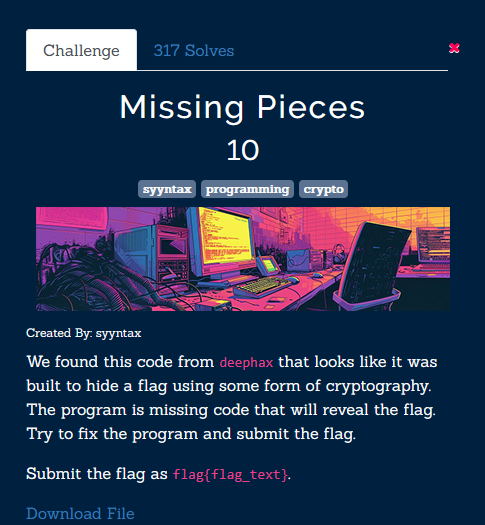 Challenge
317 Solves
Missing Pieces
10
syyntax programming crypto
Created By: syyntax
We found this code from deephax that looks like it was
built to hide a flag using some form of cryptography.
The program is missing code that will reveal the flag.
Try to fix the program and submit the flag.
Submit the flag as flag{flag_text}.
Download File